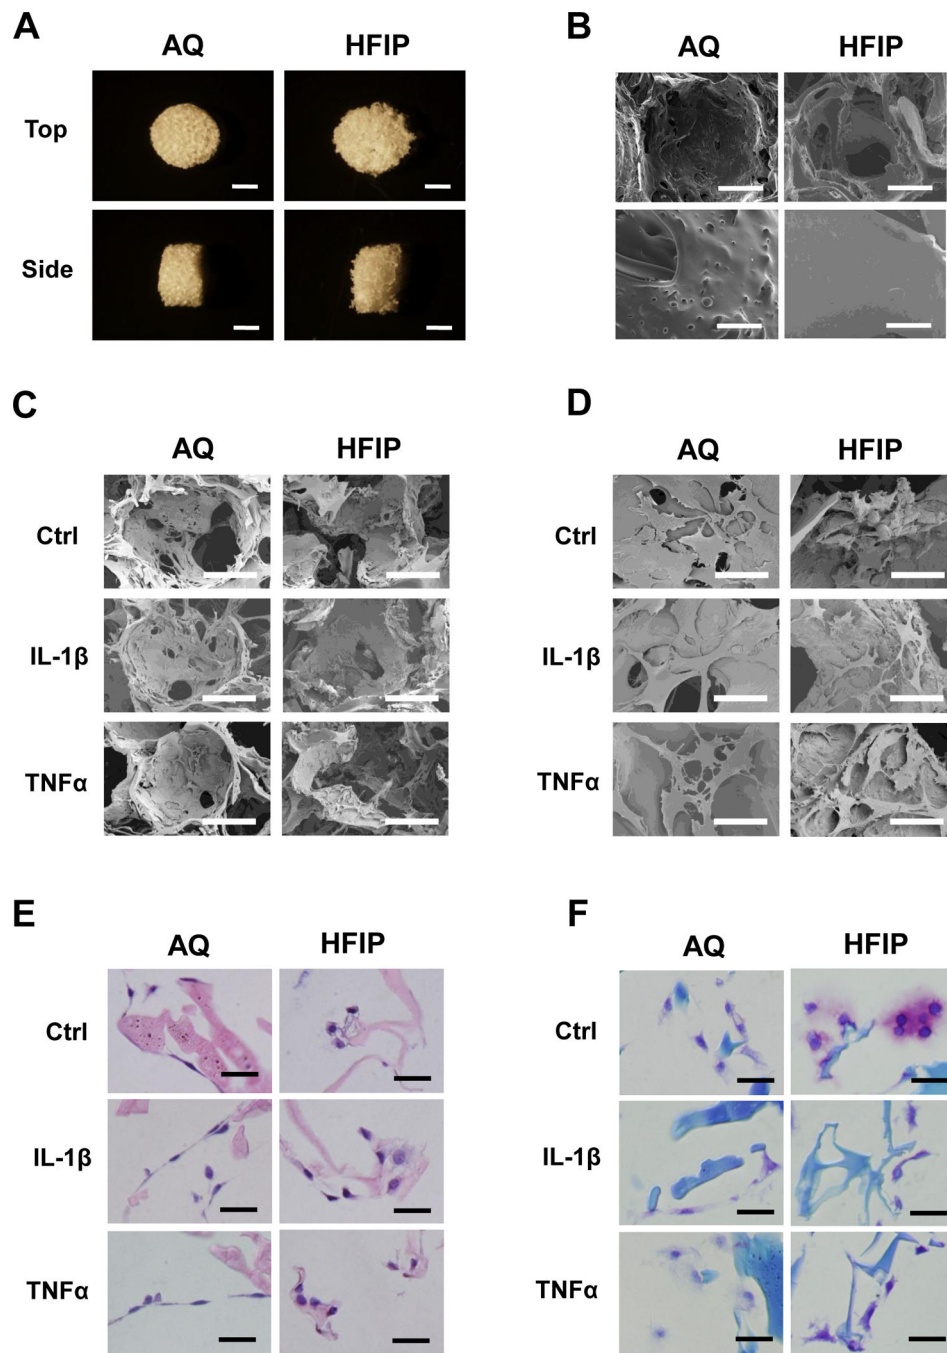 A
AQ HFIP
Top
Side
B
AQ HFIP
C
AQ HFIP
Ctrl
IL-1β
TNFα
D
AQ HFIP
Ctrl
IL-1β
TNFα
E
AQ HFIP
Ctrl
IL-1β
TNFα
F
AQ HFIP
Ctrl
IL-1β
TNFα